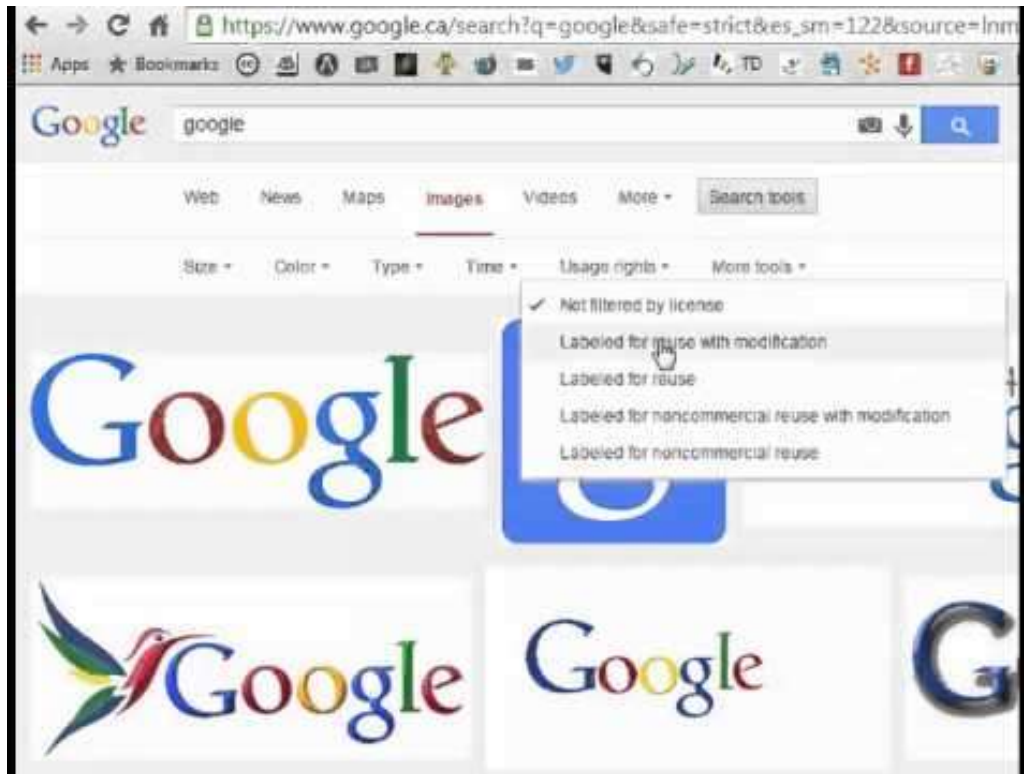 https://www.google.ca/search?q=google&safe=strict&es_sm=122&source=lnm
Apps Bookmarks cc TD
Google google
Web News Maps Images Videos More Search tools
Size Color Type Time Usage rights More tools
Not filtered by license
Labeled for reuse with modification
Labeled for reuse
Labeled for noncommercial reuse with modification
Labeled for noncommercial reuse
Google
g
Google
Google
G